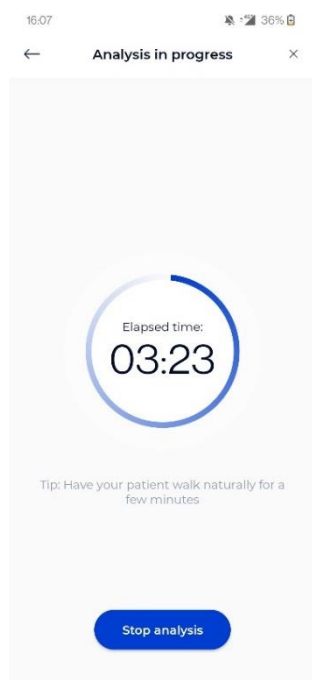 16:07
36%
Analysis in progress
Elapsed time:
03:23
Tip: Have your patient walk naturally for a
few minutes
Stop analysis